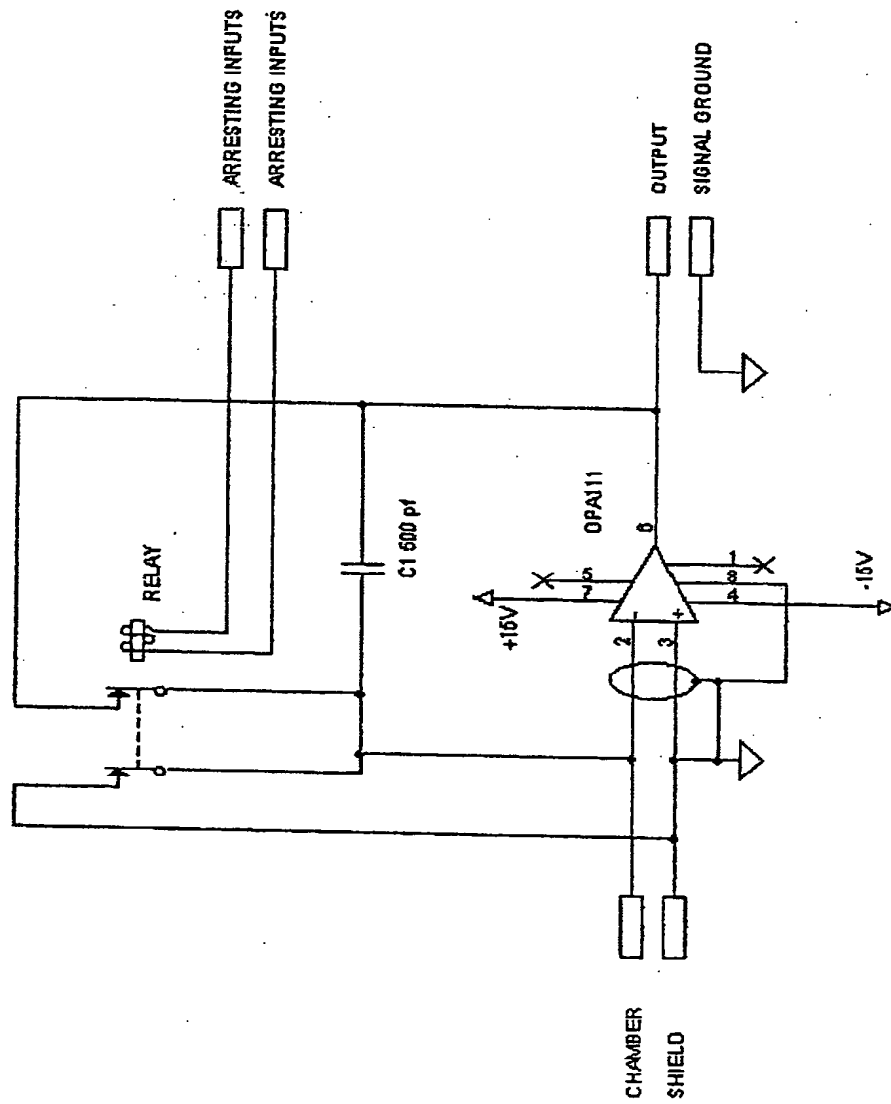 ARRESTING INPUTS
ARRESTING INPUTS
RELAY
C1 500 pf
OUTPUT
SIGNAL GROUND
OPA111
6
+15V
7
5
1
8
4
-15V
2
3
-
+
CHAMBER
SHIELD